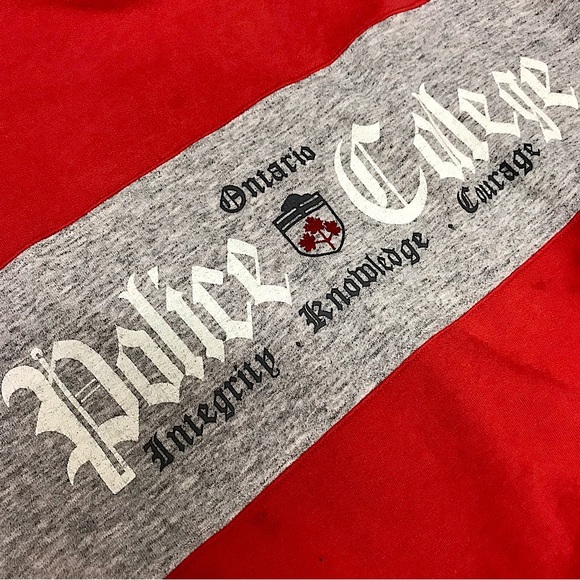 Ontario
Police College
Integrity · Knowledge · Courage